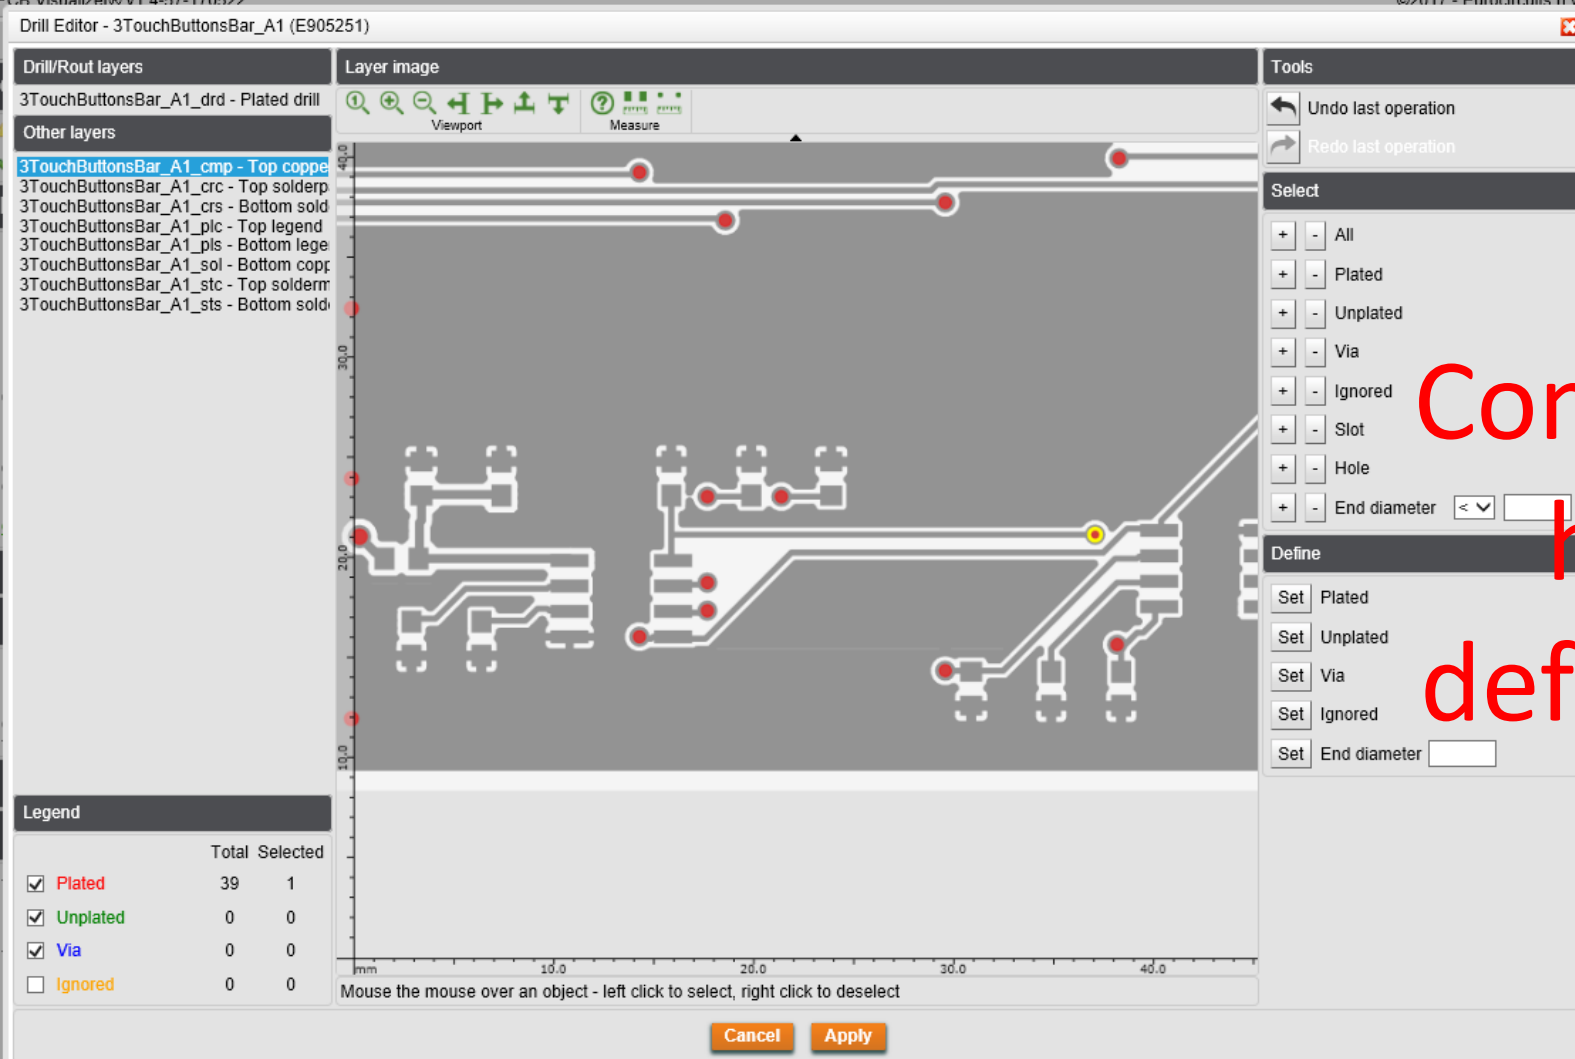 Drill Editor - 3TouchButtonsBar_A1 (E905251)
Drill/Rout layers
3TouchButtonsBar_A1_drd - Plated drill
Other layers
3TouchButtonsBar_A1_cmp - Top coppe
3TouchButtonsBar_A1_crc - Top solderp
3TouchButtonsBar_A1_crs - Bottom sold
3TouchButtonsBar_A1_plc - Top legend
3TouchButtonsBar_A1_pls - Bottom lege
3TouchButtonsBar_A1_sol - Bottom copp
3TouchButtonsBar_A1_stc - Top solderm
3TouchButtonsBar_A1_sts - Bottom sold
Legend
Total Selected
Plated 39 1
Unplated 0 0
Via 0 0
Ignored 0 0
Layer image
Viewport
Measure
40.0
30.0
20.0
10.0
mm 10.0 20.0 30.0 40.0
Mouse the mouse over an object - left click to select, right click to deselect
Cancel Apply
Tools
Undo last operation
Redo last operation
Select
+ - All
+ - Plated
+ - Unplated
+ - Via
+ - Ignored
+ - Slot
+ - Hole
+ - End diameter <
Define
Set Plated
Set Unplated
Set Via
Set Ignored
Set End diameter
Cor
h
def